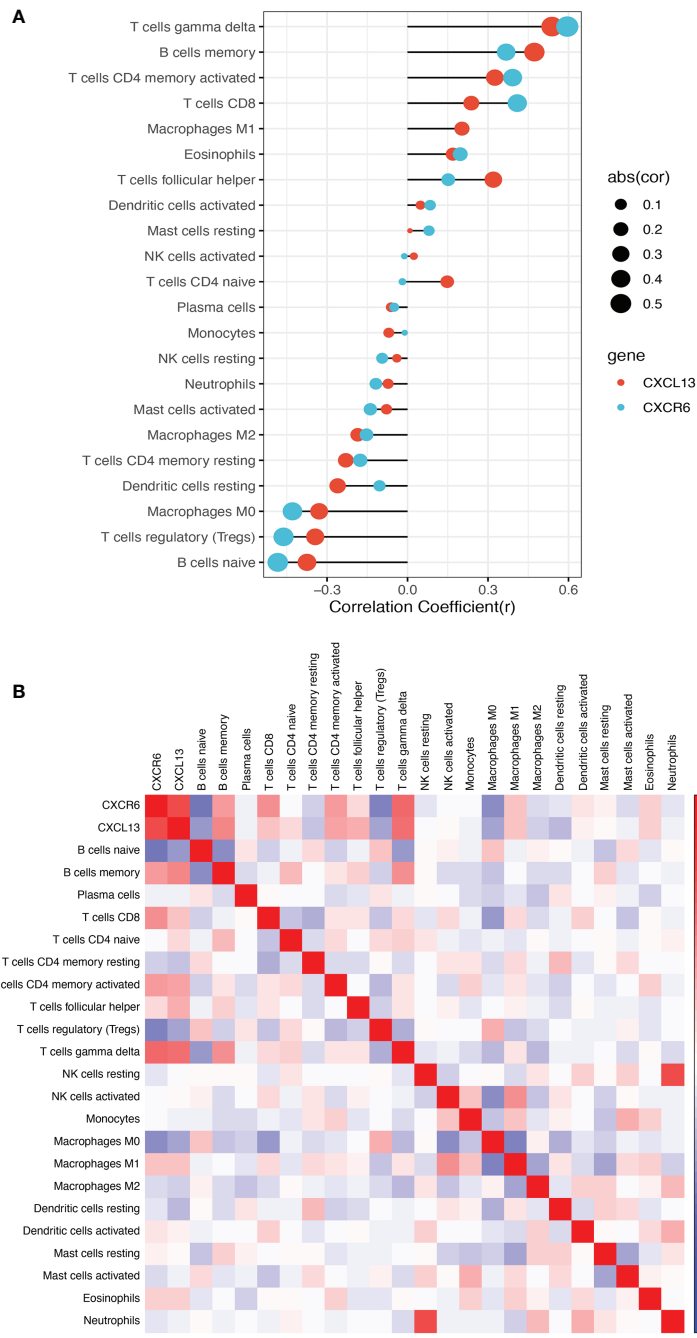 A
T cells gamma delta
B cells memory
T cells CD4 memory activated
T cells CD8
Macrophages M1
Eosinophils
T cells follicular helper
Dendritic cells activated
Mast cells resting
NK cells activated
T cells CD4 naive
Plasma cells
Monocytes
NK cells resting
Neutrophils
Mast cells activated
Macrophages M2
T cells CD4 memory resting
Dendritic cells resting
Macrophages M0
T cells regulatory (Tregs)
B cells naive
−0.3 0.0 0.3 0.6
Correlation Coefficient(r)
abs(cor)
0.1
0.2
0.3
0.4
0.5
gene
CXCL13
CXCR6
B
CXCR6
CXCL13
B cells naive
B cells memory
Plasma cells
T cells CD8
T cells CD4 naive
T cells CD4 memory resting
T cells CD4 memory activated
T cells follicular helper
T cells regulatory (Tregs)
T cells gamma delta
NK cells resting
NK cells activated
Monocytes
Macrophages M0
Macrophages M1
Macrophages M2
Dendritic cells resting
Dendritic cells activated
Mast cells resting
Mast cells activated
Eosinophils
Neutrophils
CXCR6
CXCL13
B cells naive
B cells memory
Plasma cells
T cells CD8
T cells CD4 naive
T cells CD4 memory resting
cells CD4 memory activated
T cells follicular helper
T cells regulatory (Tregs)
T cells gamma delta
NK cells resting
NK cells activated
Monocytes
Macrophages M0
Macrophages M1
Macrophages M2
Dendritic cells resting
Dendritic cells activated
Mast cells resting
Mast cells activated
Eosinophils
Neutrophils